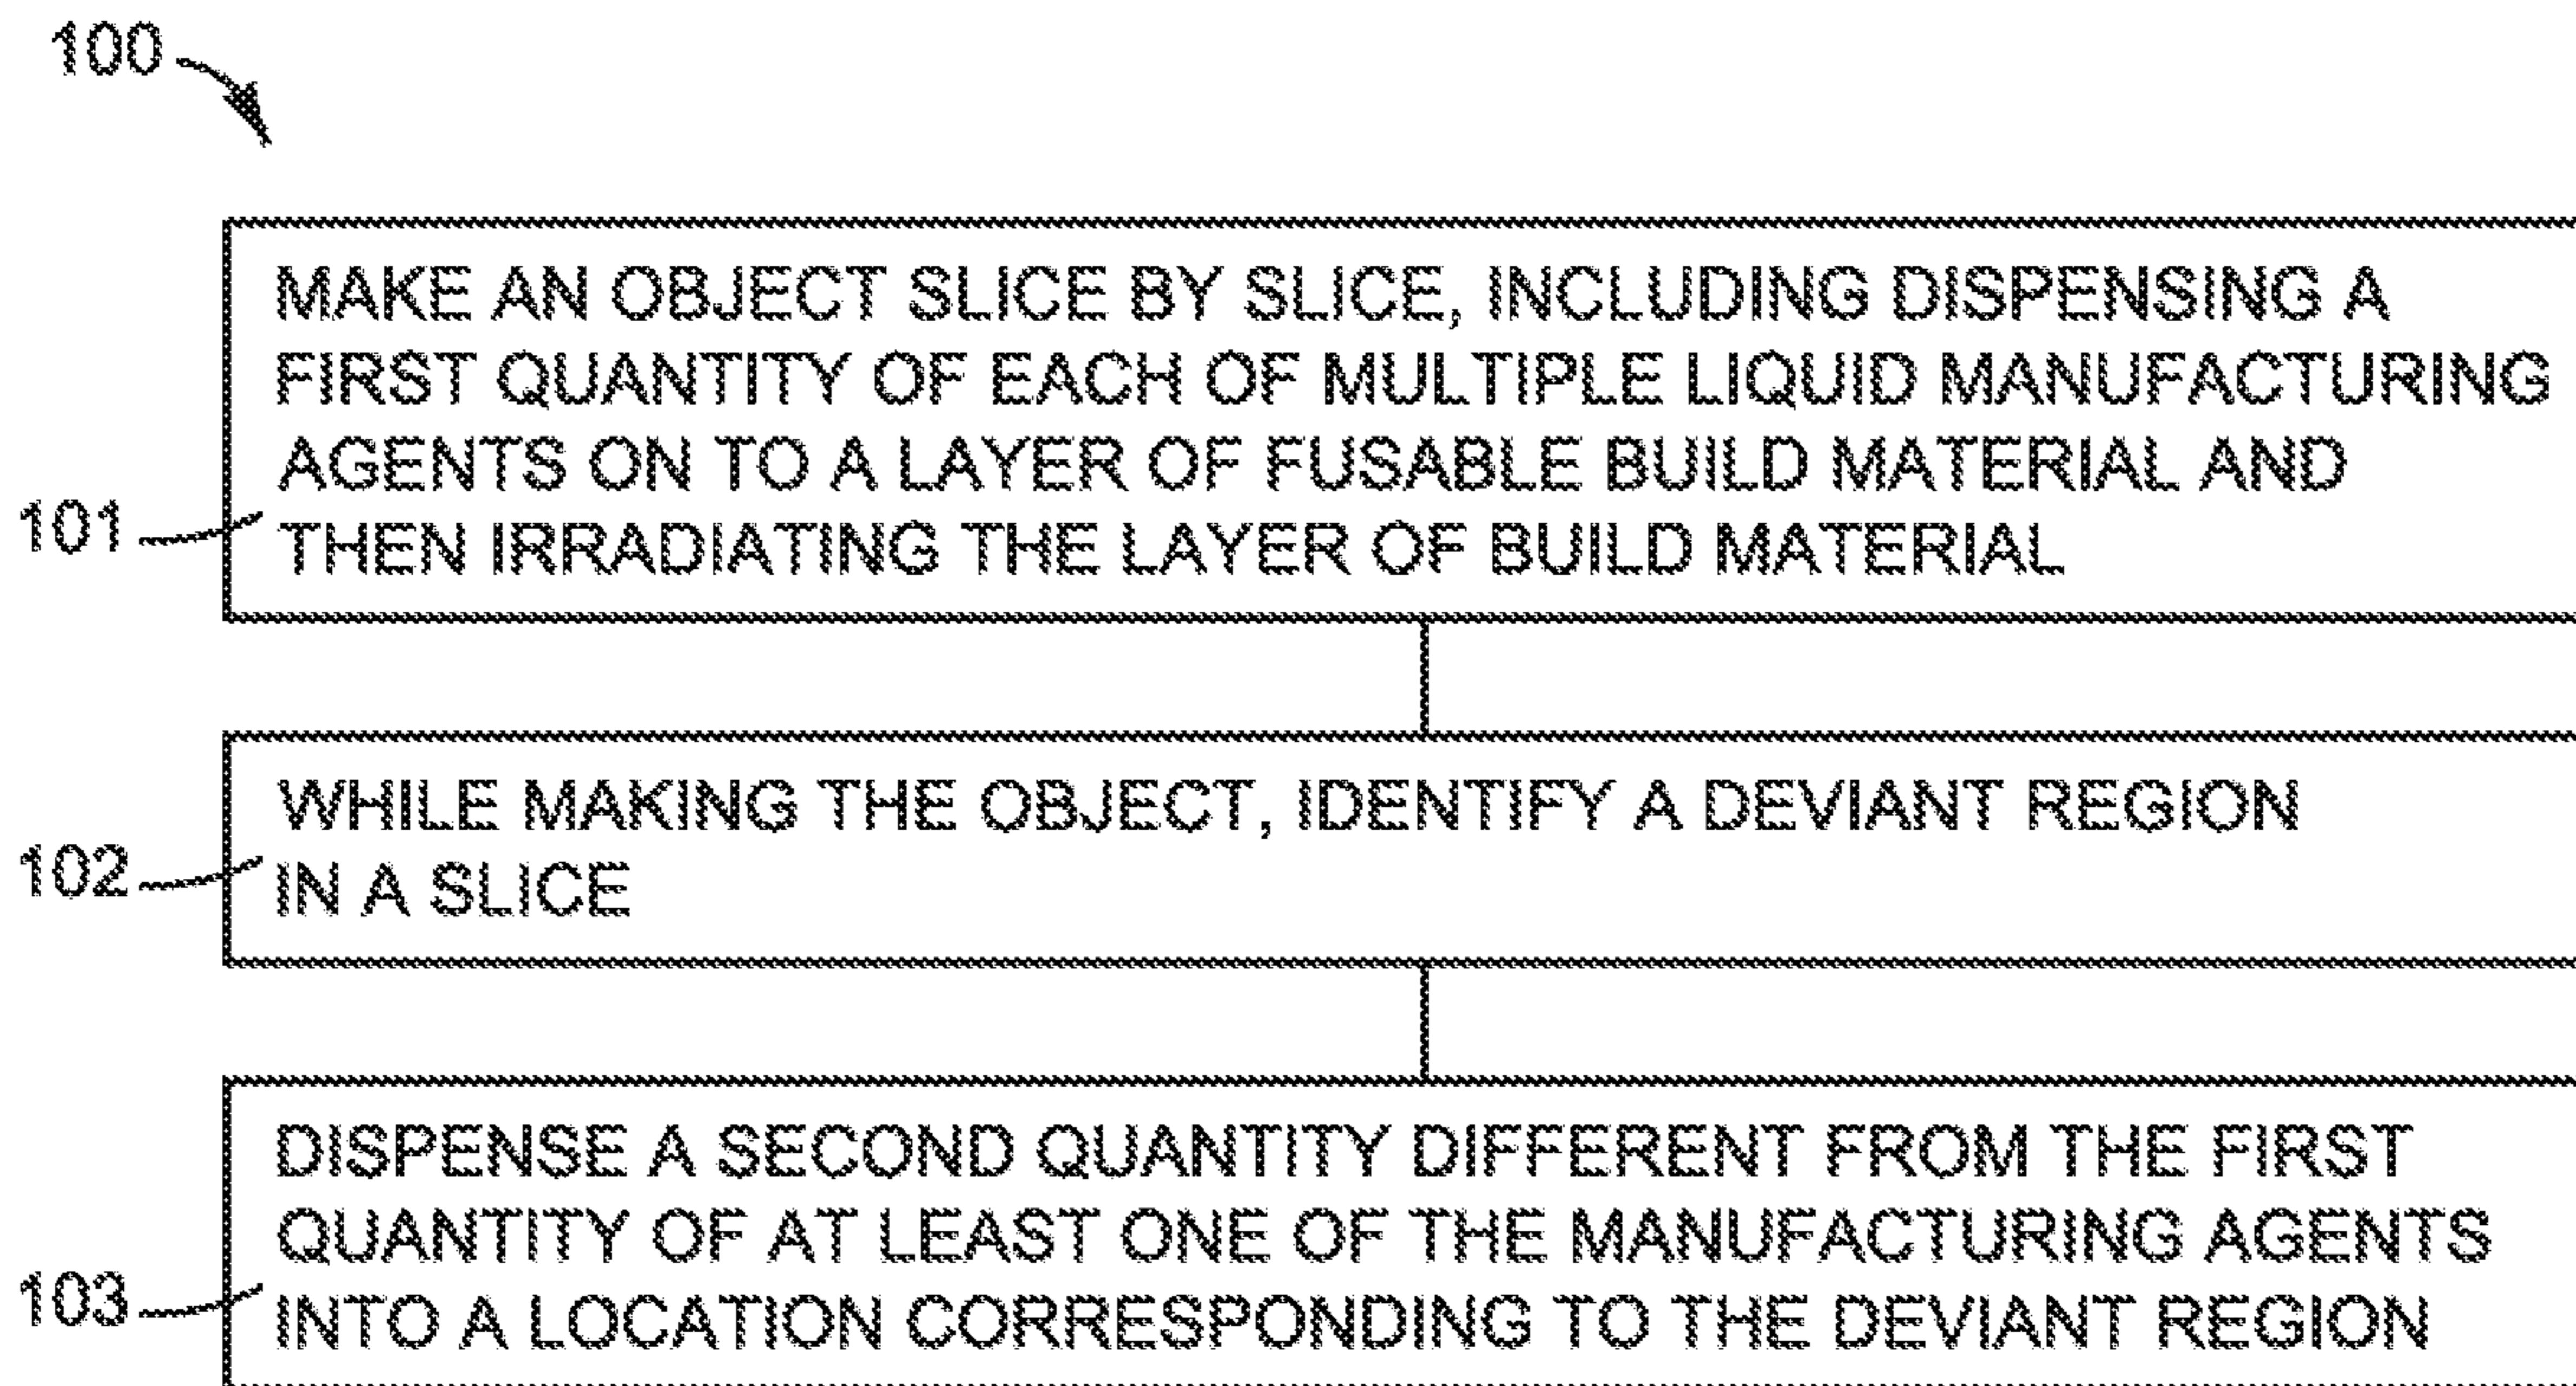 100
MAKE AN OBJECT SLICE BY SLICE, INCLUDING DISPENSING A
FIRST QUANTITY OF EACH OF MULTIPLE LIQUID MANUFACTURING
AGENTS ON TO A LAYER OF FUSABLE BUILD MATERIAL AND
101
THEN IRRADIATING THE LAYER OF BUILD MATERIAL
WHILE MAKING THE OBJECT, IDENTIFY A DEVIANT REGION
102
IN A SLICE
DISPENSE A SECOND QUANTITY DIFFERENT FROM THE FIRST
QUANTITY OF AT LEAST ONE OF THE MANUFACTURING AGENTS
103
INTO A LOCATION CORRESPONDING TO THE DEVIANT REGION